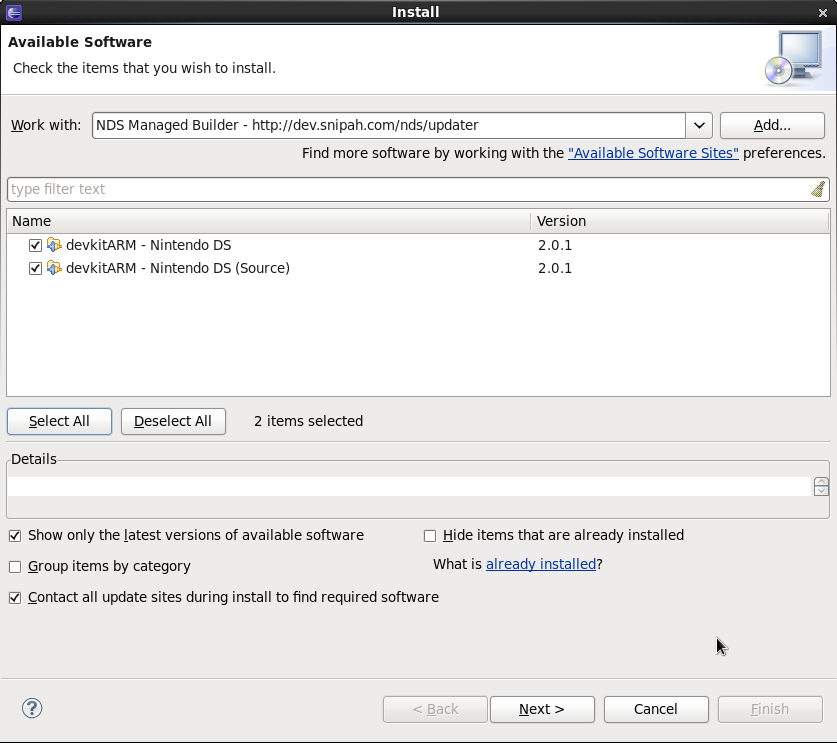 Install
Available Software
Check the items that you wish to install.
Work with: NDS Managed Builder - http://dev.snipah.com/nds/updater Add...
Find more software by working with the "Available Software Sites" preferences.
type filter text
Name Version
devkitARM - Nintendo DS 2.0.1
devkitARM - Nintendo DS (Source) 2.0.1
Select All Deselect All 2 items selected
Details
Show only the latest versions of available software Hide items that are already installed
Group items by category What is already installed?
Contact all update sites during install to find required software
? < Back Next > Cancel Finish